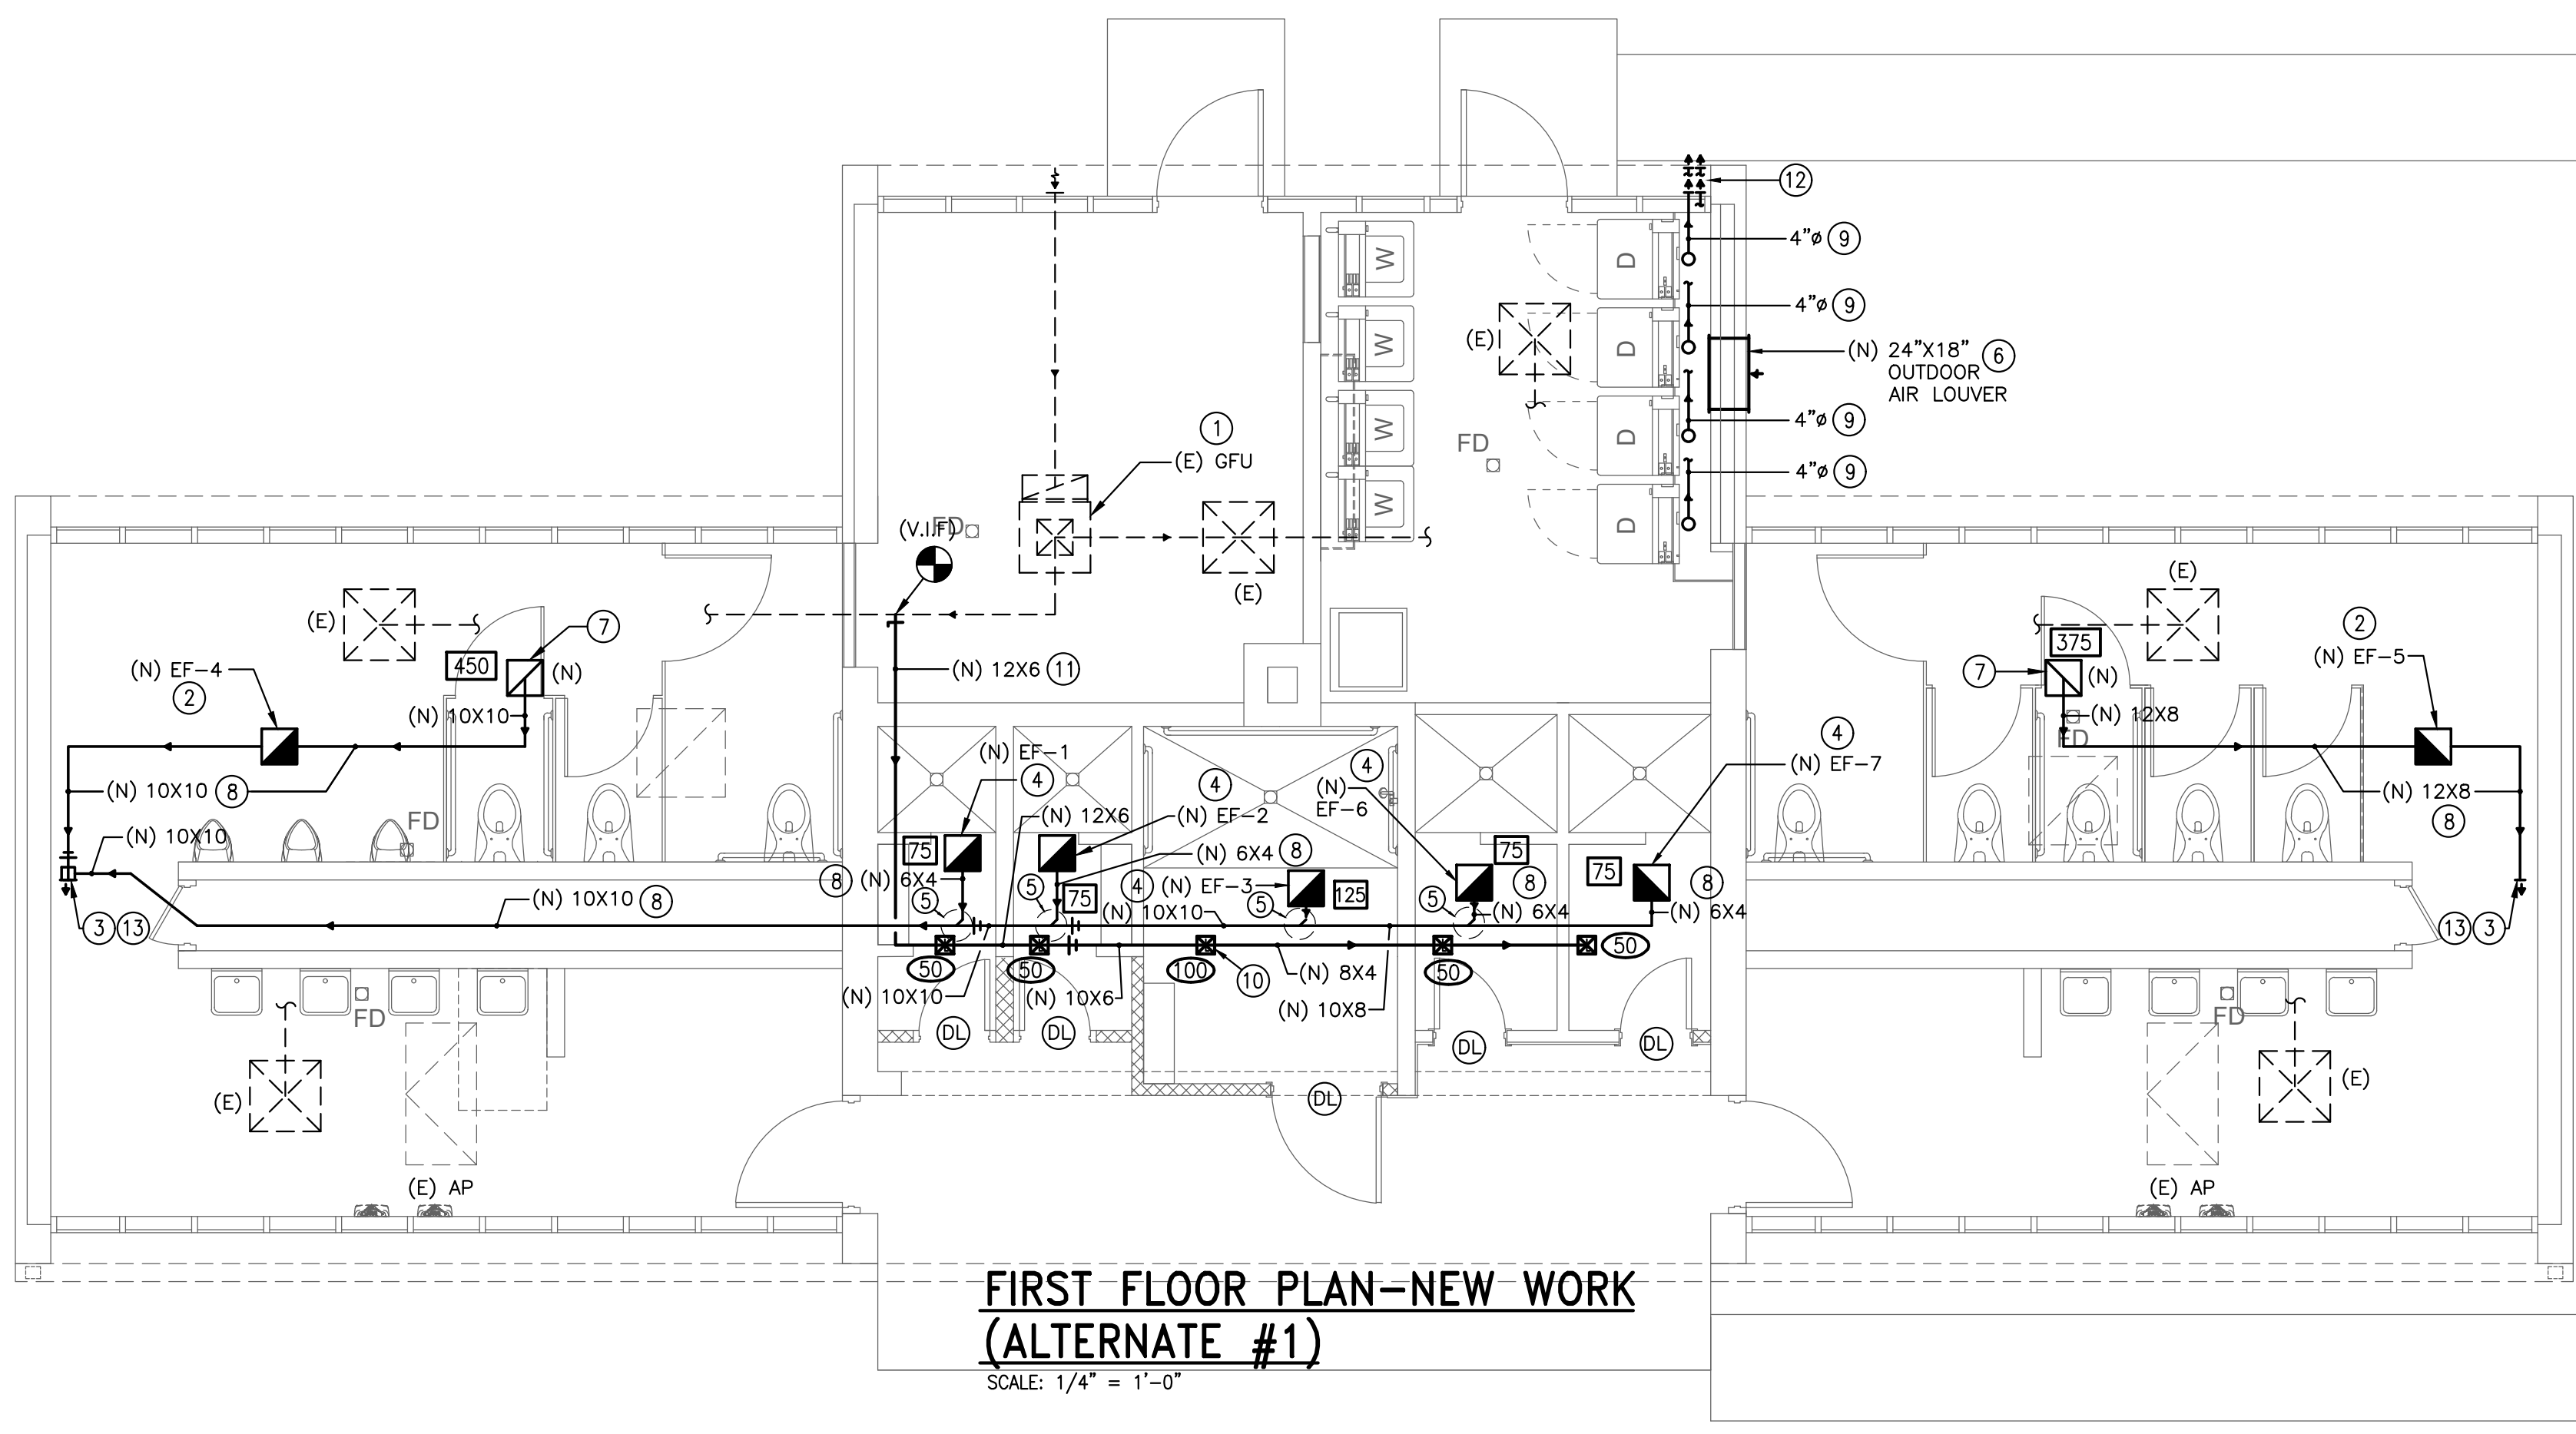 12
4"ø 9
W
D
4"ø 9
(E)
W
D
(N) 24"X18" 6
OUTDOOR
AIR LOUVER
4"ø 9
1
(E) GFU
W
FD
D
4"ø 9
W
D
(V.I.F)
FD
(E)
(E)
7
450
(N)
(N) EF-4
2
(N) 10X10
(N) 12X6 11
(E)
375
7
(N)
2
(N) EF-5
(N) 12X8
FD
(N) 10X10 8
(N) 10X10
FD
(N) EF-1
4
4
4
(N)
EF-6
4
(N) EF-7
(N) 12X8
8
(N) 12X6
(N) EF-2
75
(N) 6X4 8
8 (N) 6X4
5
5
75
4 (N) EF-3
5
125
75
8
5
(N) 6X4
75
8
(N) 6X4
(N) 10X10 8
(N) 10X10
3 13
13 3
50
50
100
10
(N) 8X4
50
50
(N) 10X10
(N) 10X6
(N) 10X8
FD
FD
DL
DL
DL
DL
DL
(E)
(E)
(E) AP
(E) AP
FIRST FLOOR PLAN-NEW WORK
(ALTERNATE #1)
SCALE: 1/4" = 1'-0"